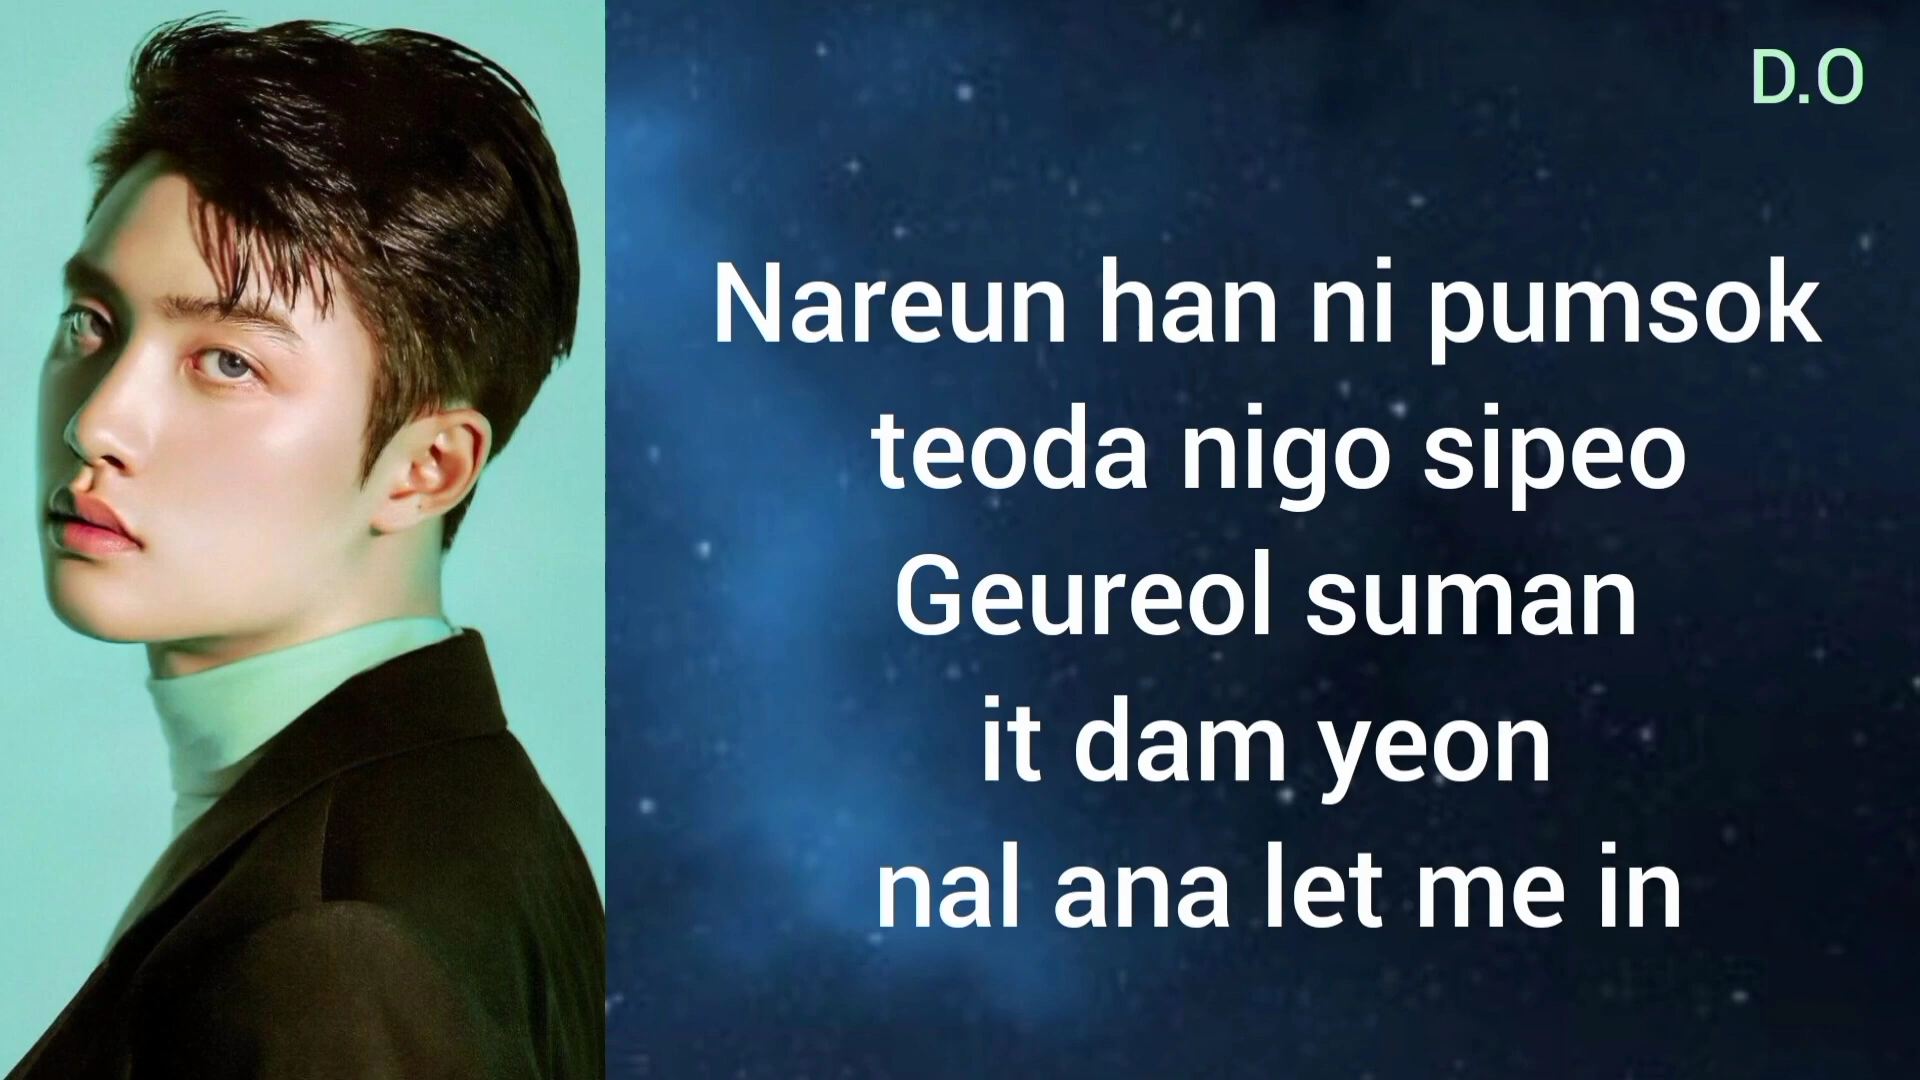 D.O
Nareun han ni pumsok
teoda nigo sipeo
Geureol suman
it dam yeon
nal ana let me in